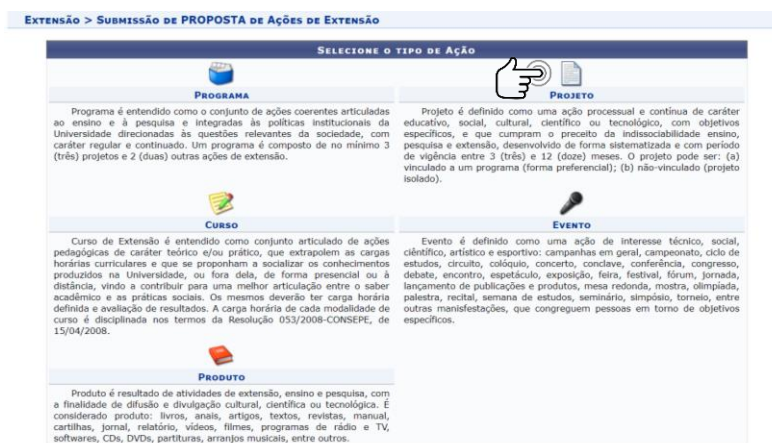 Extensão > Submissão de PROPOSTA de Ações de Extensão
Selecione o tipo de Ação
Programa
Programa é entendido como o conjunto de ações coerentes articuladas
ao ensino e à pesquisa e integradas às políticas institucionais da
Universidade direcionadas às questões relevantes da sociedade, com
caráter regular e continuado. Um programa é composto de no mínimo 3
(três) projetos e 2 (duas) outras ações de extensão.
Projeto
Projeto é definido como uma ação processual e contínua de caráter
educativo, social, cultural, científico ou tecnológico, com objetivos
específicos, e que cumpram o preceito da indissociabilidade ensino,
pesquisa e extensão, desenvolvido de forma sistematizada e com período
de vigência entre 3 (três) e 12 (doze) meses. O projeto pode ser: (a)
vinculado a um programa (forma preferencial); (b) não-vinculado (projeto
isolado).
Curso
Curso de Extensão é entendido como conjunto articulado de ações
pedagógicas de caráter teórico e/ou prático, que extrapolem as cargas
horárias curriculares e que se proponham a socializar os conhecimentos
produzidos na Universidade, ou fora dela, de forma presencial ou à
distância, vindo a contribuir para uma melhor articulação entre o saber
acadêmico e as práticas sociais. Os mesmos deverão ter carga horária
definida e avaliação de resultados. A carga horária de cada modalidade de
curso é disciplinada nos termos da Resolução 053/2008-CONSEPE, de
15/04/2008.
Evento
Evento é definido como uma ação de interesse técnico, social,
ciêntífico, artístico e esportivo: campanhas em geral, campeonato, ciclo de
estudos, circuito, colóquio, concerto, conclave, conferência, congresso,
debate, encontro, espetáculo, exposição, feira, festival, fórum, jornada,
lançamento de publicações e produtos, mesa redonda, mostra, olimpíada,
palestra, recital, semana de estudos, seminário, simpósio, torneio, entre
outras manisfestações, que congreguem pessoas em torno de objetivos
específicos.
Produto
Produto é resultado de atividades de extensão, ensino e pesquisa, com
a finalidade de difusão e divulgação cultural, científica ou tecnológica. É
considerado produto: livros, anais, artigos, textos, revistas, manual,
cartilhas, jornal, relatório, vídeos, filmes, programas de rádio e TV,
softwares, CDs, DVDs, partituras, arranjos musicais, entre outros.